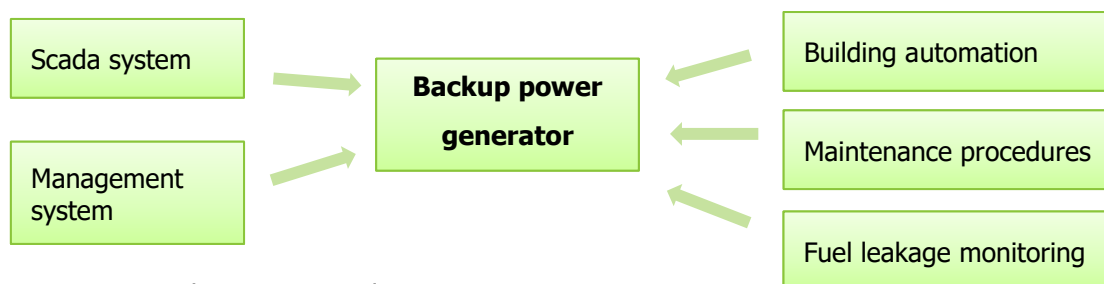 Scada system
Management
system
Backup power
generator
Building automation
Maintenance procedures
Fuel leakage monitoring